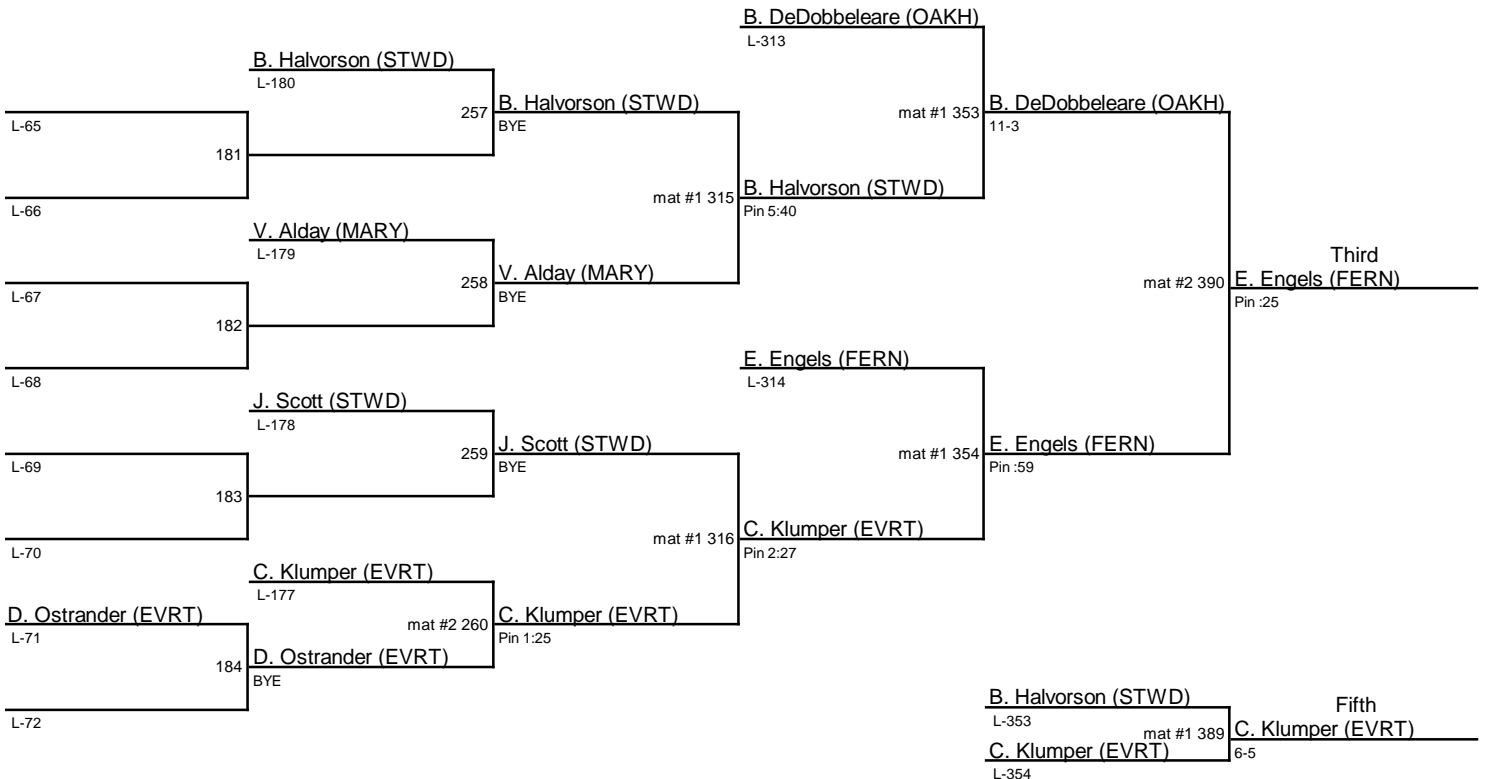 B. DeDobbeleare (OAKH)
L-313
B. Halvorson (STWD)
L-180
257
B. Halvorson (STWD)
BYE
mat #1 353
B. DeDobbeleare (OAKH)
11-3
L-65
181
L-66
mat #1 315
B. Halvorson (STWD)
Pin 5:40
V. Alday (MARY)
L-179
258
V. Alday (MARY)
BYE
L-67
182
L-68
mat #2 390
Third
E. Engels (FERN)
Pin :25
E. Engels (FERN)
L-314
J. Scott (STWD)
L-178
259
J. Scott (STWD)
BYE
mat #1 354
E. Engels (FERN)
Pin :59
L-69
183
L-70
mat #1 316
C. Klumper (EVRT)
Pin 2:27
C. Klumper (EVRT)
L-177
mat #2 260
C. Klumper (EVRT)
Pin 1:25
D. Ostrander (EVRT)
L-71
184
D. Ostrander (EVRT)
BYE
L-72
B. Halvorson (STWD)
L-353
mat #1 389
Fifth
C. Klumper (EVRT)
6-5
C. Klumper (EVRT)
L-354